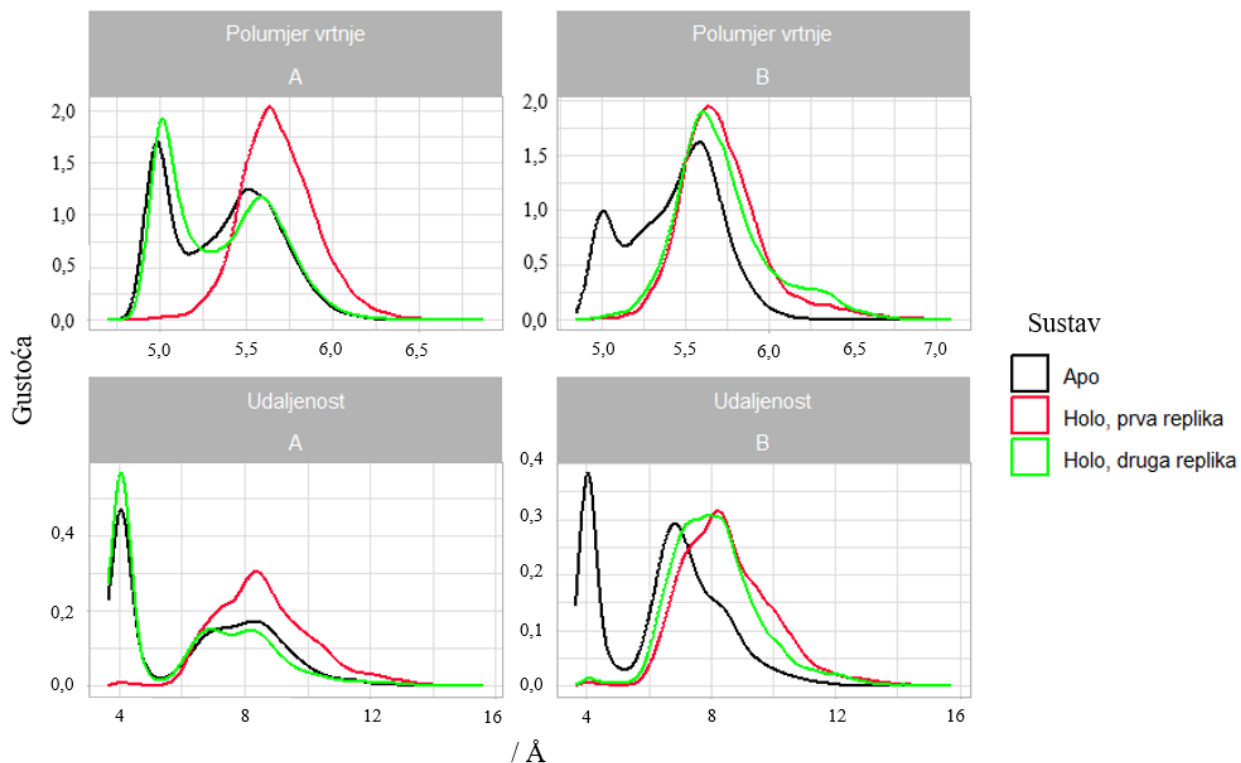 Polumjer vrtnje
A
Polumjer vrtnje
B
2,0
1,5
1,0
0,5
0,0
5,0
5,5
6,0
6,5
2,0
1,5
1,0
0,5
0,0
5,0
5,5
6,0
6,5
7,0
Gustoća
Udaljenost
A
Udaljenost
B
0,4
0,2
0,0
4
8
12
16
0,4
0,3
0,2
0,1
0,0
4
8
12
16
/ Å
Sustav
Apo
Holo, prva replika
Holo, druga replika